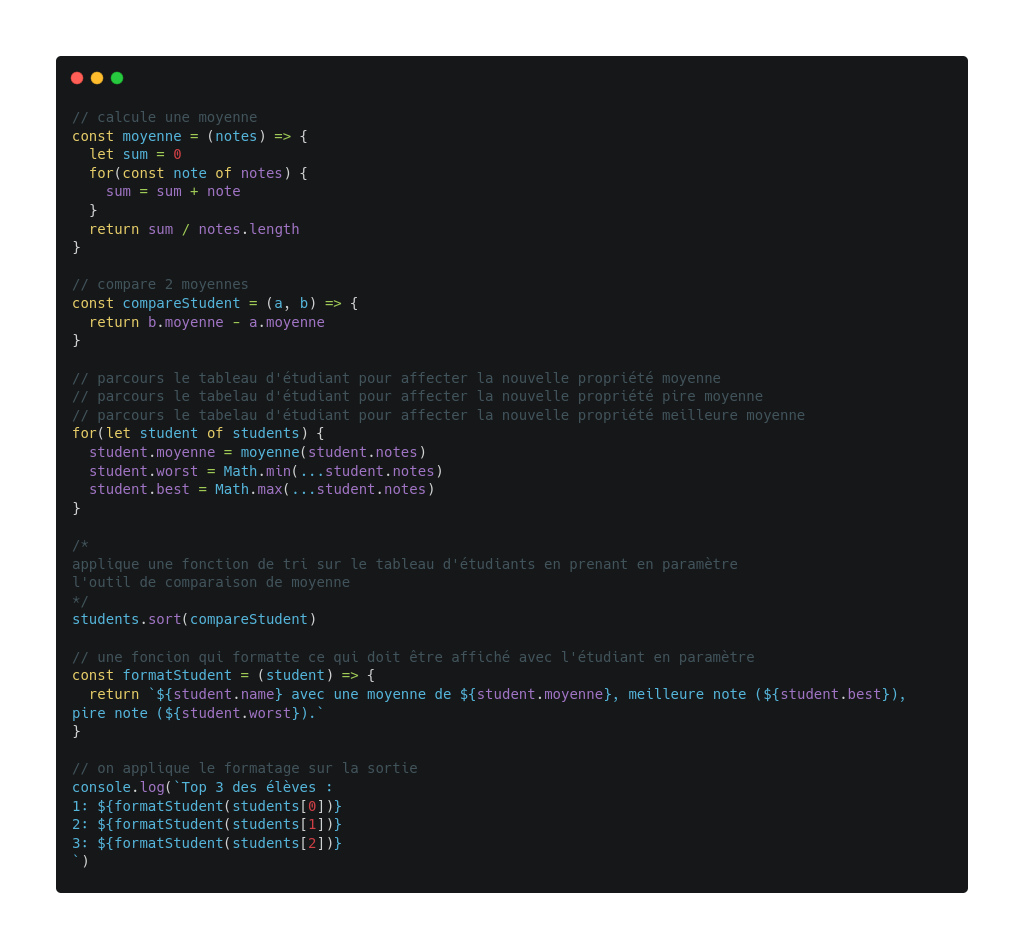 // calcule une moyenne
const moyenne = (notes) => {
  let sum = 0
  for(const note of notes) {
    sum = sum + note
  }
  return sum / notes.length
}

// compare 2 moyennes
const compareStudent = (a, b) => {
  return b.moyenne - a.moyenne
}

// parcours le tableau d'étudiant pour affecter la nouvelle propriété moyenne
// parcours le tabelau d'étudiant pour affecter la nouvelle propriété pire moyenne
// parcours le tabelau d'étudiant pour affecter la nouvelle propriété meilleure moyenne
for(let student of students) {
  student.moyenne = moyenne(student.notes)
  student.worst = Math.min(...student.notes)
  student.best = Math.max(...student.notes)
}

/*
applique une fonction de tri sur le tableau d'étudiants en prenant en paramètre
l'outil de comparaison de moyenne
*/
students.sort(compareStudent)

// une foncion qui formatte ce qui doit être affiché avec l'étudiant en paramètre
const formatStudent = (student) => {
  return `${student.name} avec une moyenne de ${student.moyenne}, meilleure note (${student.best}),
pire note (${student.worst}).`
}

// on applique le formatage sur la sortie
console.log(`Top 3 des élèves :
1: ${formatStudent(students[0])}
2: ${formatStudent(students[1])}
3: ${formatStudent(students[2])}
`)